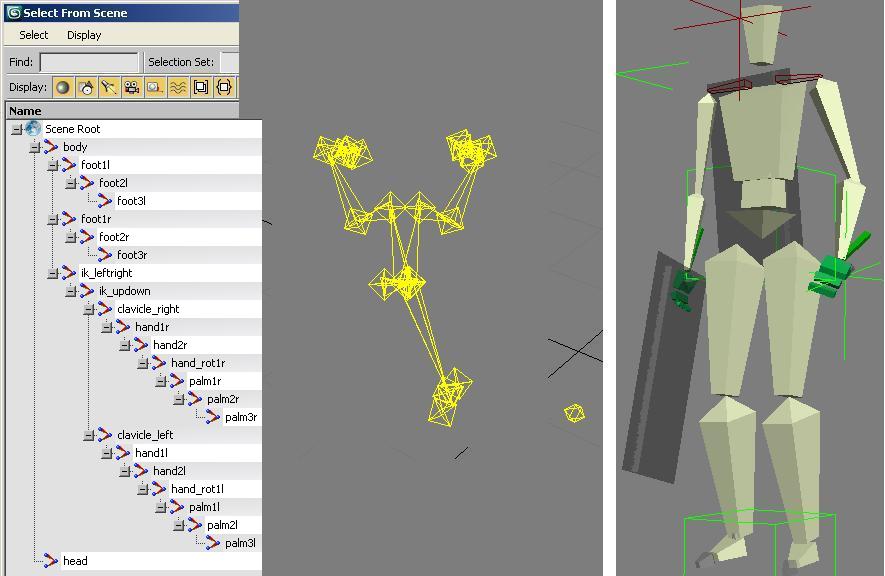 Select From Scene
Select Display
Find: Selection Set:
Display:
Name
Scene Root
body
foot1l
foot2l
foot3l
foot1r
foot2r
foot3r
ik_leftright
ik_updown
clavicle_right
hand1r
hand2r
hand_rot1r
palm1r
palm2r
palm3r
clavicle_left
hand1l
hand2l
hand_rot1l
palm1l
palm2l
palm3l
head